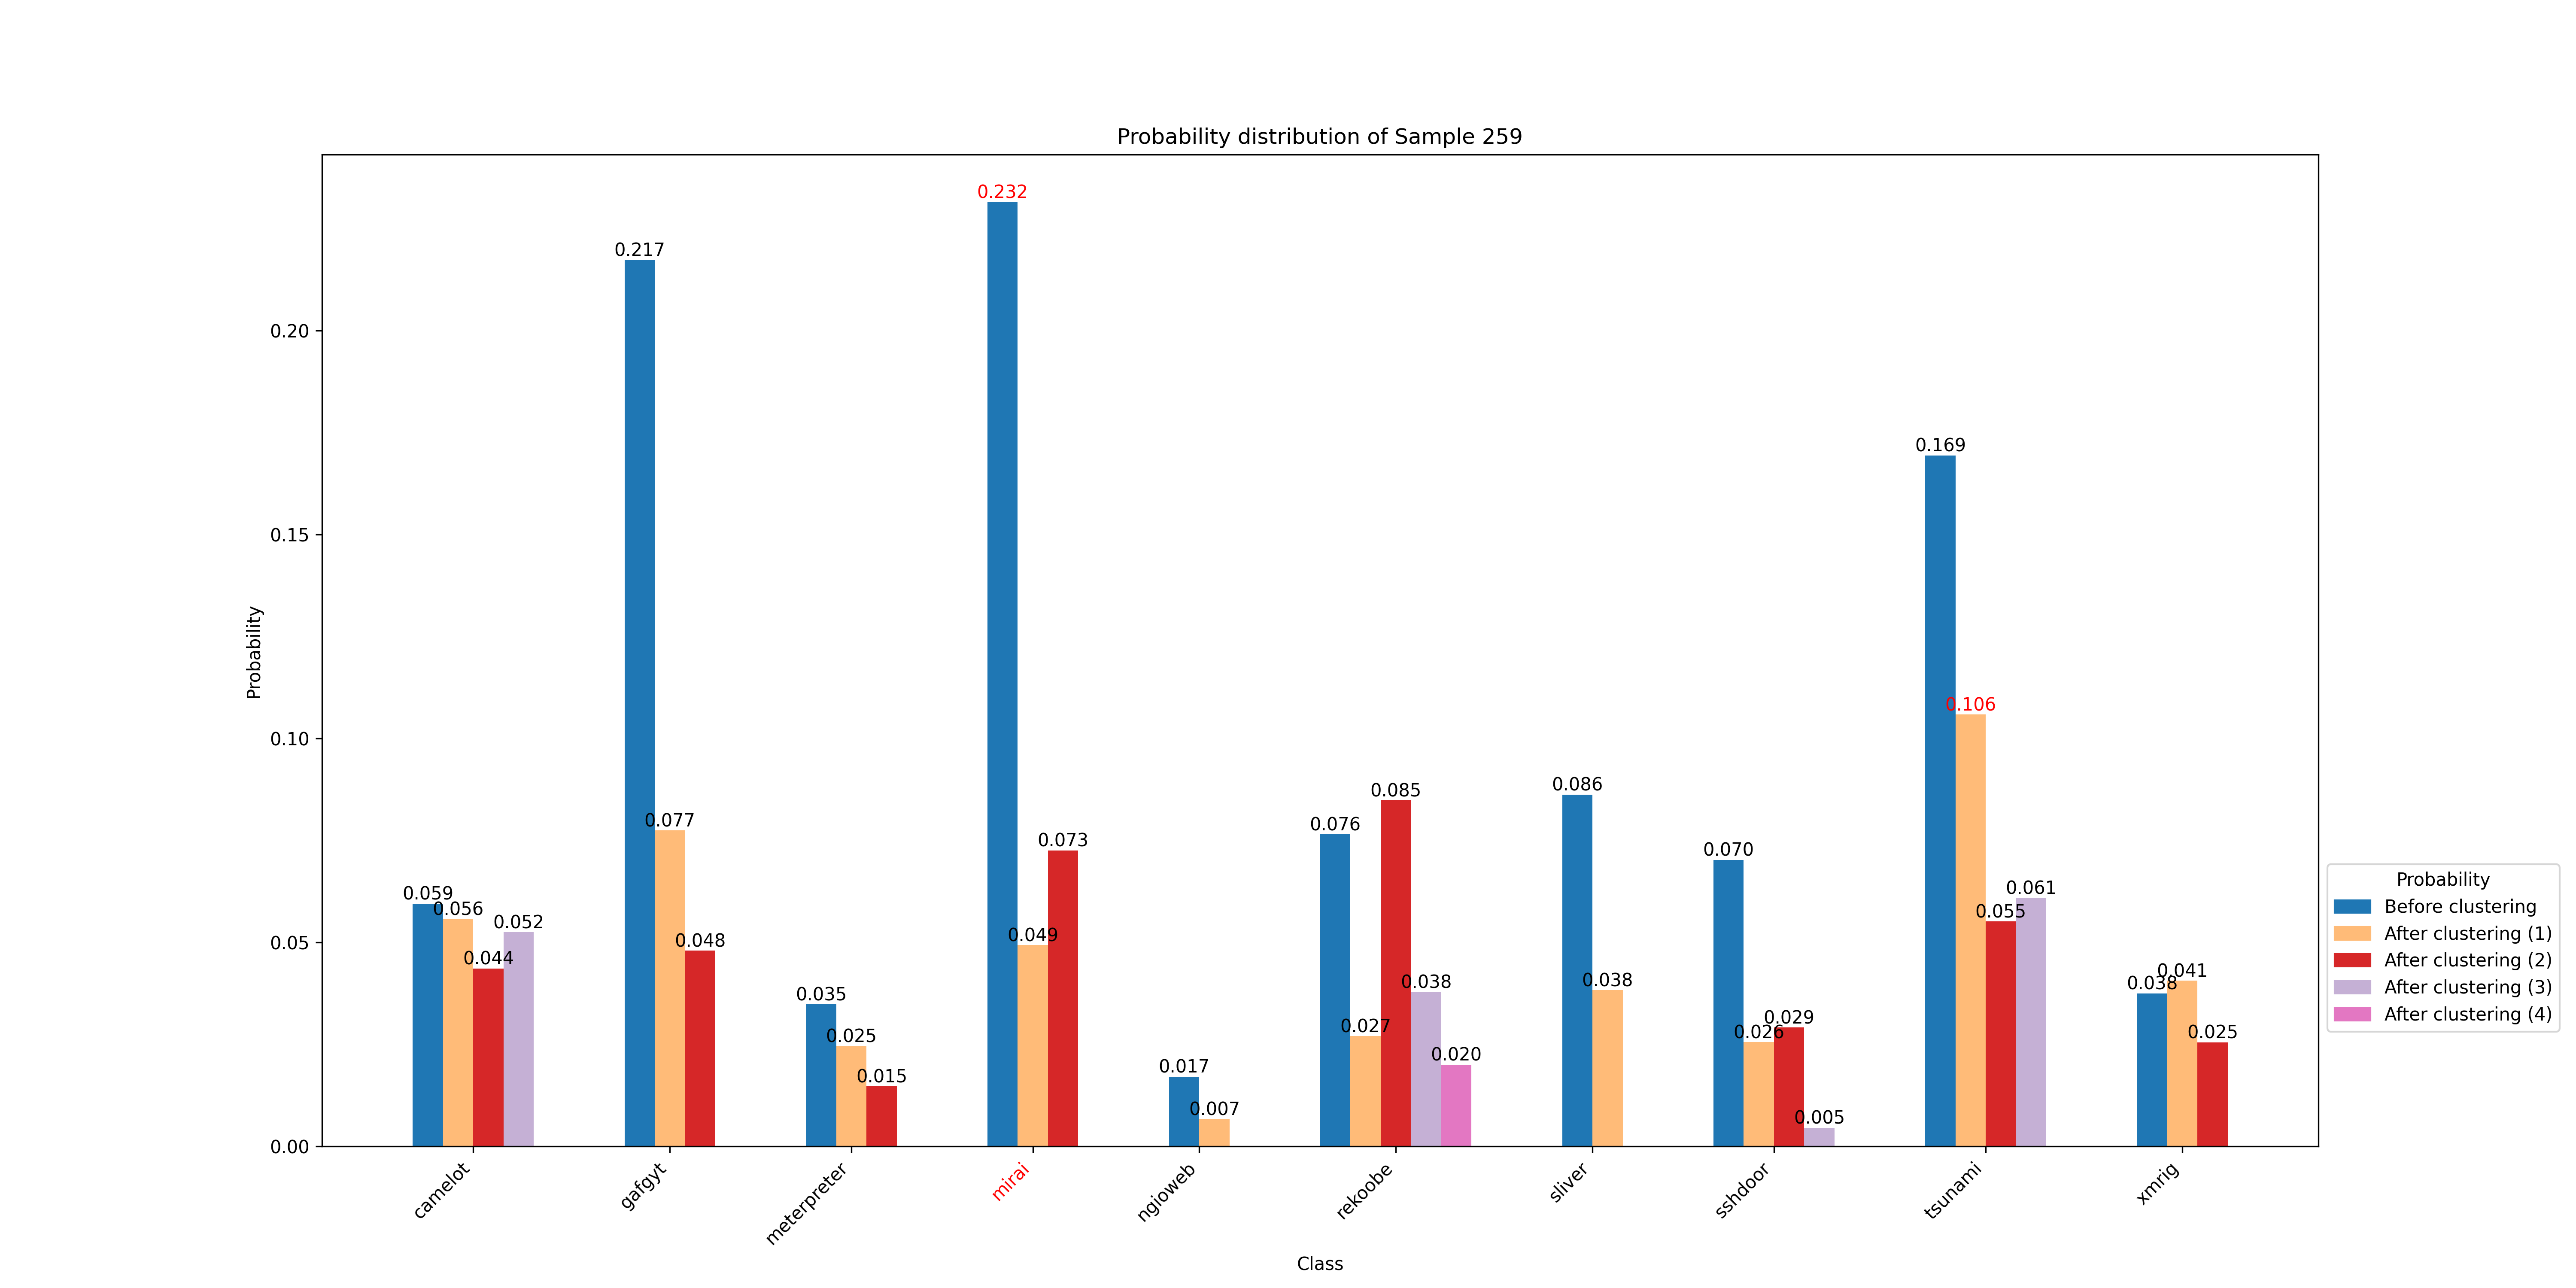 Probability distribution of Sample 259
0.232
0.217
0.20
0.169
0.15
Probability
0.10
0.106
0.05
0.00
0.059
0.056
0.044
0.052
0.077
0.048
0.035
0.025
0.015
0.049
0.073
0.017
0.007
0.076
0.027
0.085
0.038
0.020
0.086
0.038
0.070
0.026
0.029
0.005
0.055
0.061
0.038
0.041
0.025
camelot
gafgyt
meterpreter
mirai
ngioweb
rekoobe
sliver
sshdoor
tsunami
xmrig
Class
Probability
Before clustering
After clustering (1)
After clustering (2)
After clustering (3)
After clustering (4)